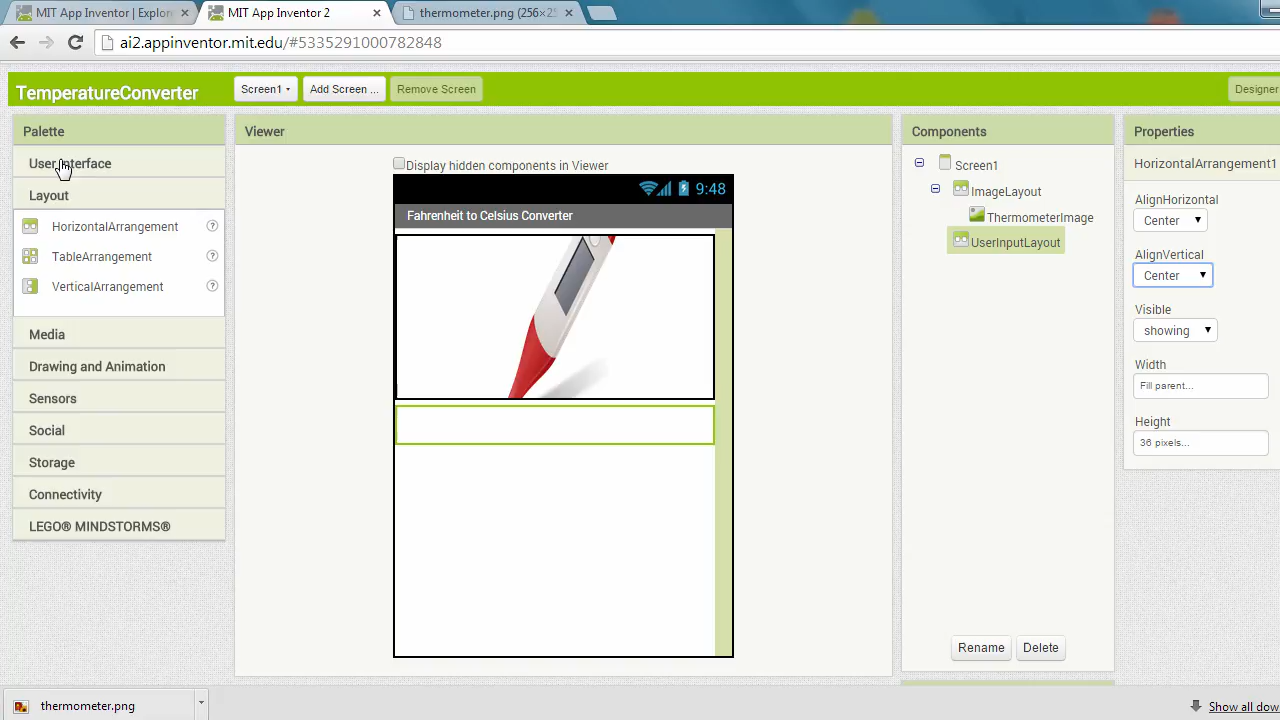 MIT App Inventor | Explor
MIT App Inventor 2
thermometer.png (256×25
ai2.appinventor.mit.edu/#5335291000782848
TemperatureConverter
Screen1
Add Screen ...
Remove Screen
Designer
Palette
User Interface
Layout
HorizontalArrangement
TableArrangement
VerticalArrangement
Media
Drawing and Animation
Sensors
Social
Storage
Connectivity
LEGO® MINDSTORMS®
Viewer
Display hidden components in Viewer
9:48
Fahrenheit to Celsius Converter
Components
Screen1
ImageLayout
ThermometerImage
UserInputLayout
Rename
Delete
Properties
HorizontalArrangement1
AlignHorizontal
Center
AlignVertical
Center
Visible
showing
Width
Fill parent...
Height
36 pixels...
thermometer.png
Show all dow